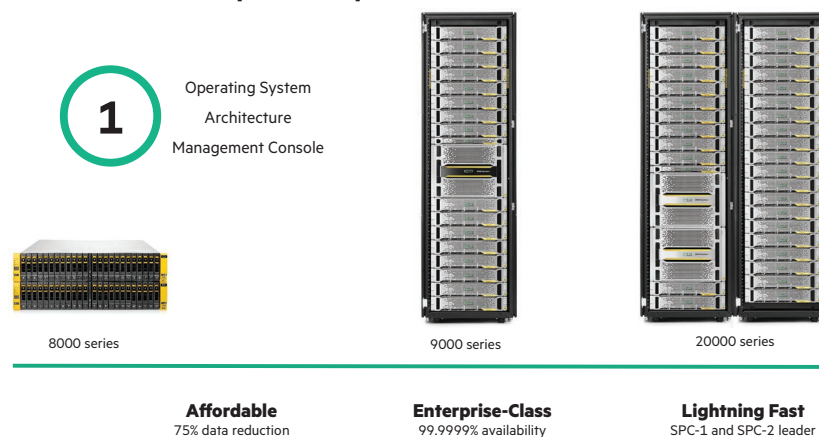 1
Operating System
Architecture
Management Console
8000 series
9000 series
20000 series
Affordable
75% data reduction
Enterprise-Class
99.9999% availability
Lightning Fast
SPC-1 and SPC-2 leader